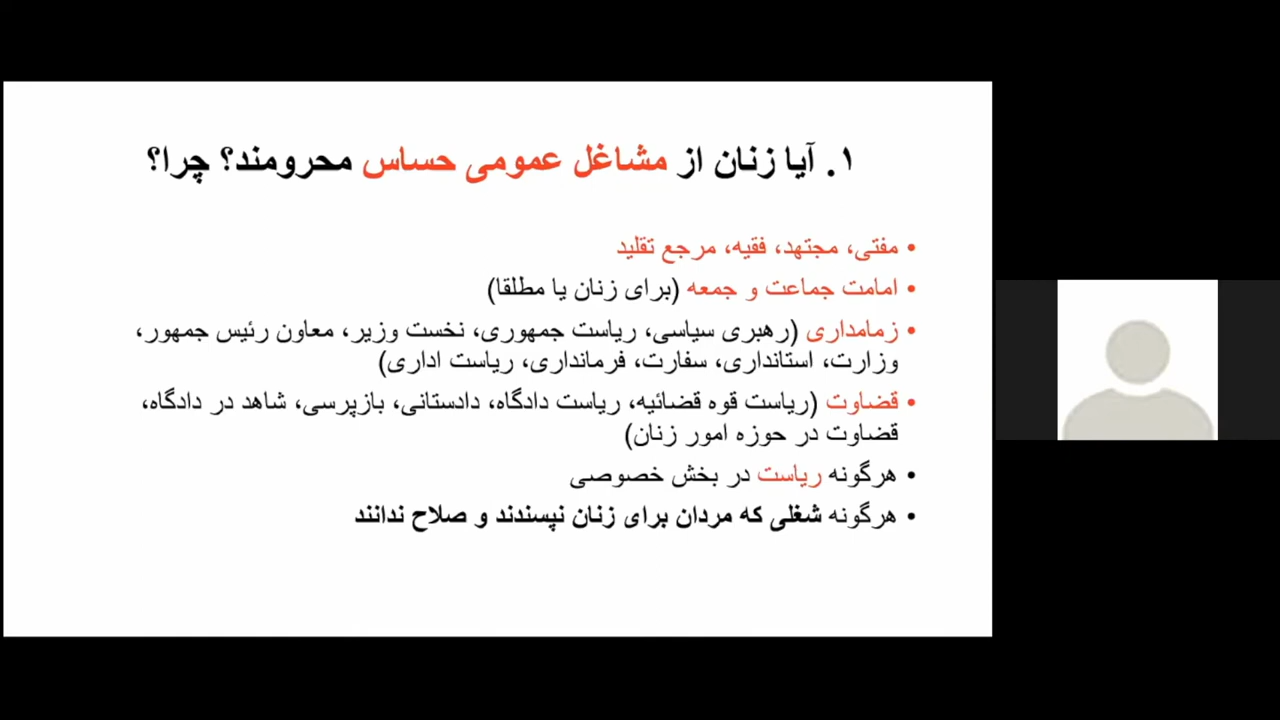 ۱. آیا زنان از مشاغل عمومی حساس محرومند؟ چرا؟
• مفتی، مجتهد، فقیه، مرجع تقلید
• امامت جماعت و جمعه (برای زنان یا مطلقا)
• زمامداری (رهبری سیاسی، ریاست جمهوری، نخست وزیر، معاون رئیس جمهور،
وزارت، استانداری، سفارت، فرمانداری، ریاست اداری)
• قضاوت (ریاست قوه قضائیه، ریاست دادگاه، دادستانی، بازپرسی، شاهد در دادگاه،
قضاوت در حوزه امور زنان)
• هرگونه ریاست در بخش خصوصی
• هرگونه شغلی که مردان برای زنان نپسندند و صلاح ندانند